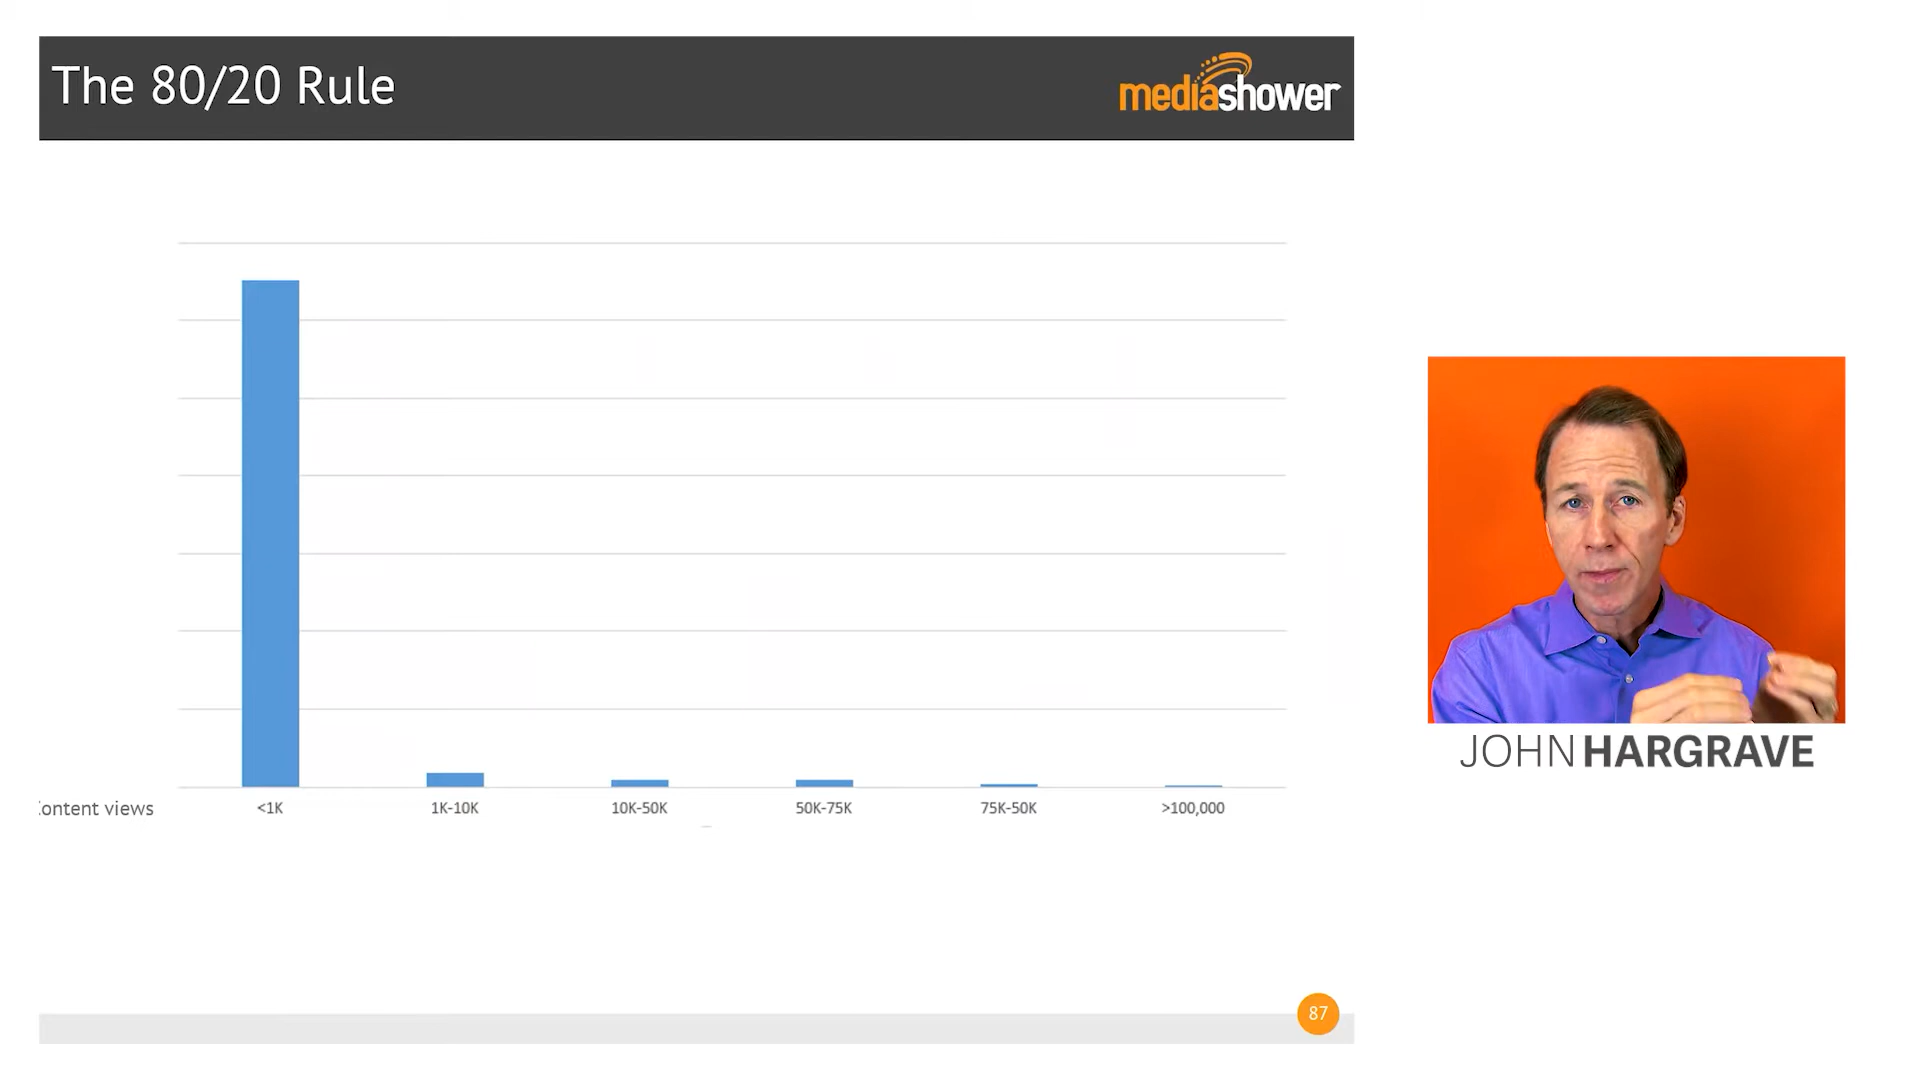 The 80/20 Rule
mediashower
Content views
<1K
1K-10K
10K-50K
50K-75K
75K-50K
>100,000
87
JOHN HARGRAVE